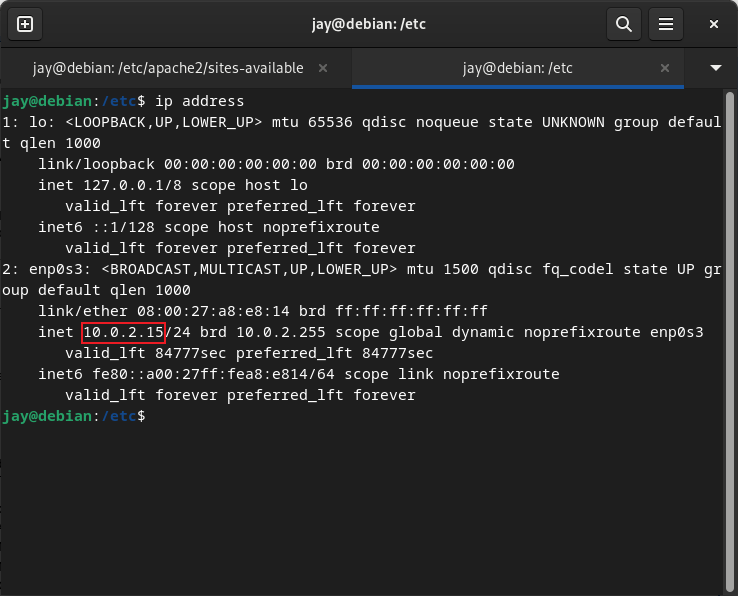 jay@debian: /etc
jay@debian: /etc/apache2/sites-available
jay@debian: /etc
jay@debian:/etc$ ip address
1: lo: <LOOPBACK,UP,LOWER_UP> mtu 65536 qdisc noqueue state UNKNOWN group defaul
t qlen 1000
    link/loopback 00:00:00:00:00:00 brd 00:00:00:00:00:00
    inet 127.0.0.1/8 scope host lo
       valid_lft forever preferred_lft forever
    inet6 ::1/128 scope host noprefixroute
       valid_lft forever preferred_lft forever
2: enp0s3: <BROADCAST,MULTICAST,UP,LOWER_UP> mtu 1500 qdisc fq_codel state UP gr
oup default qlen 1000
    link/ether 08:00:27:a8:e8:14 brd ff:ff:ff:ff:ff:ff
    inet 10.0.2.15/24 brd 10.0.2.255 scope global dynamic noprefixroute enp0s3
       valid_lft 84777sec preferred_lft 84777sec
    inet6 fe80::a00:27ff:fea8:e814/64 scope link noprefixroute
       valid_lft forever preferred_lft forever
jay@debian:/etc$